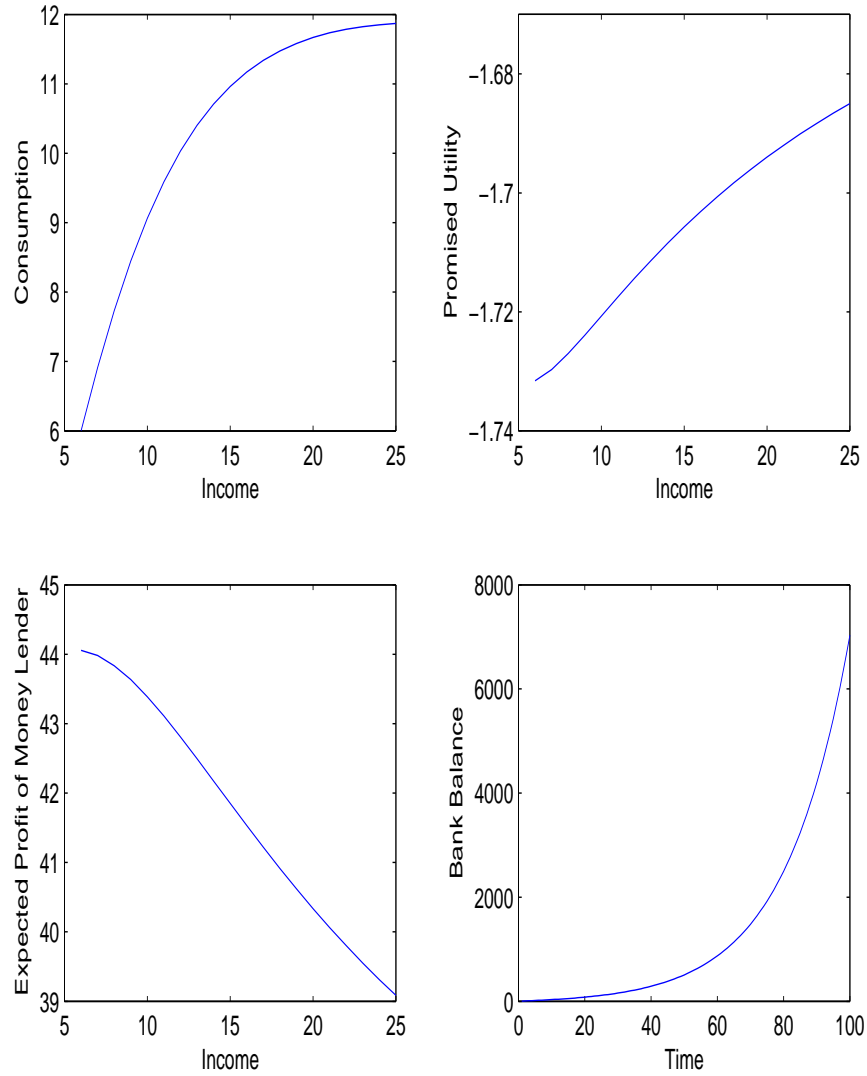 12
11
10
9
8
7
6
5 10 15 20 25
Consumption
Income
−1.68
−1.7
−1.72
−1.74
5 10 15 20 25
Promised Utility
Income
45
44
43
42
41
40
39
5 10 15 20 25
Expected Profit of Money Lender
Income
8000
6000
4000
2000
0
0 20 40 60 80 100
Bank Balance
Time